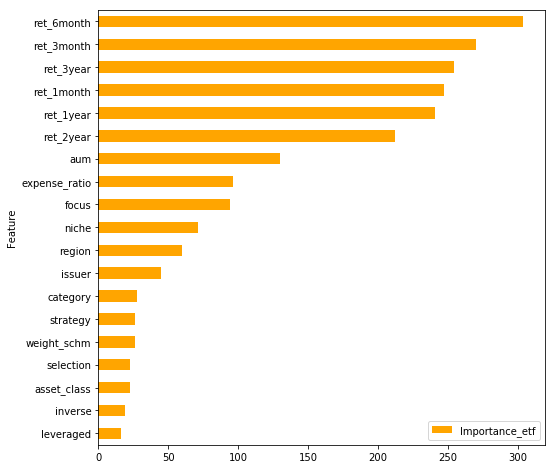 ret_6month
ret_3month
ret_3year
ret_1month
ret_1year
ret_2year
aum
expense_ratio
focus
niche
region
issuer
category
strategy
weight_schm
selection
asset_class
inverse
leveraged
Feature
Importance_etf
0 50 100 150 200 250 300